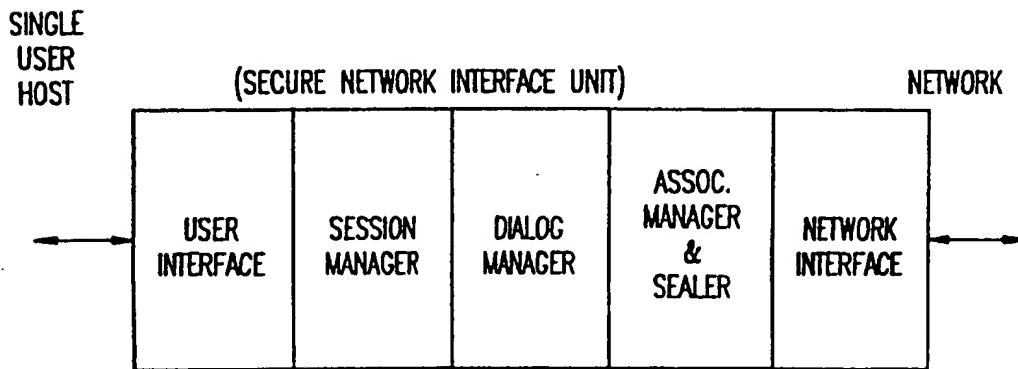 SINGLE
USER
HOST
(SECURE NETWORK INTERFACE UNIT)
NETWORK
USER
INTERFACE
SESSION
MANAGER
DIALOG
MANAGER
ASSOC.
MANAGER
&
SEALER
NETWORK
INTERFACE